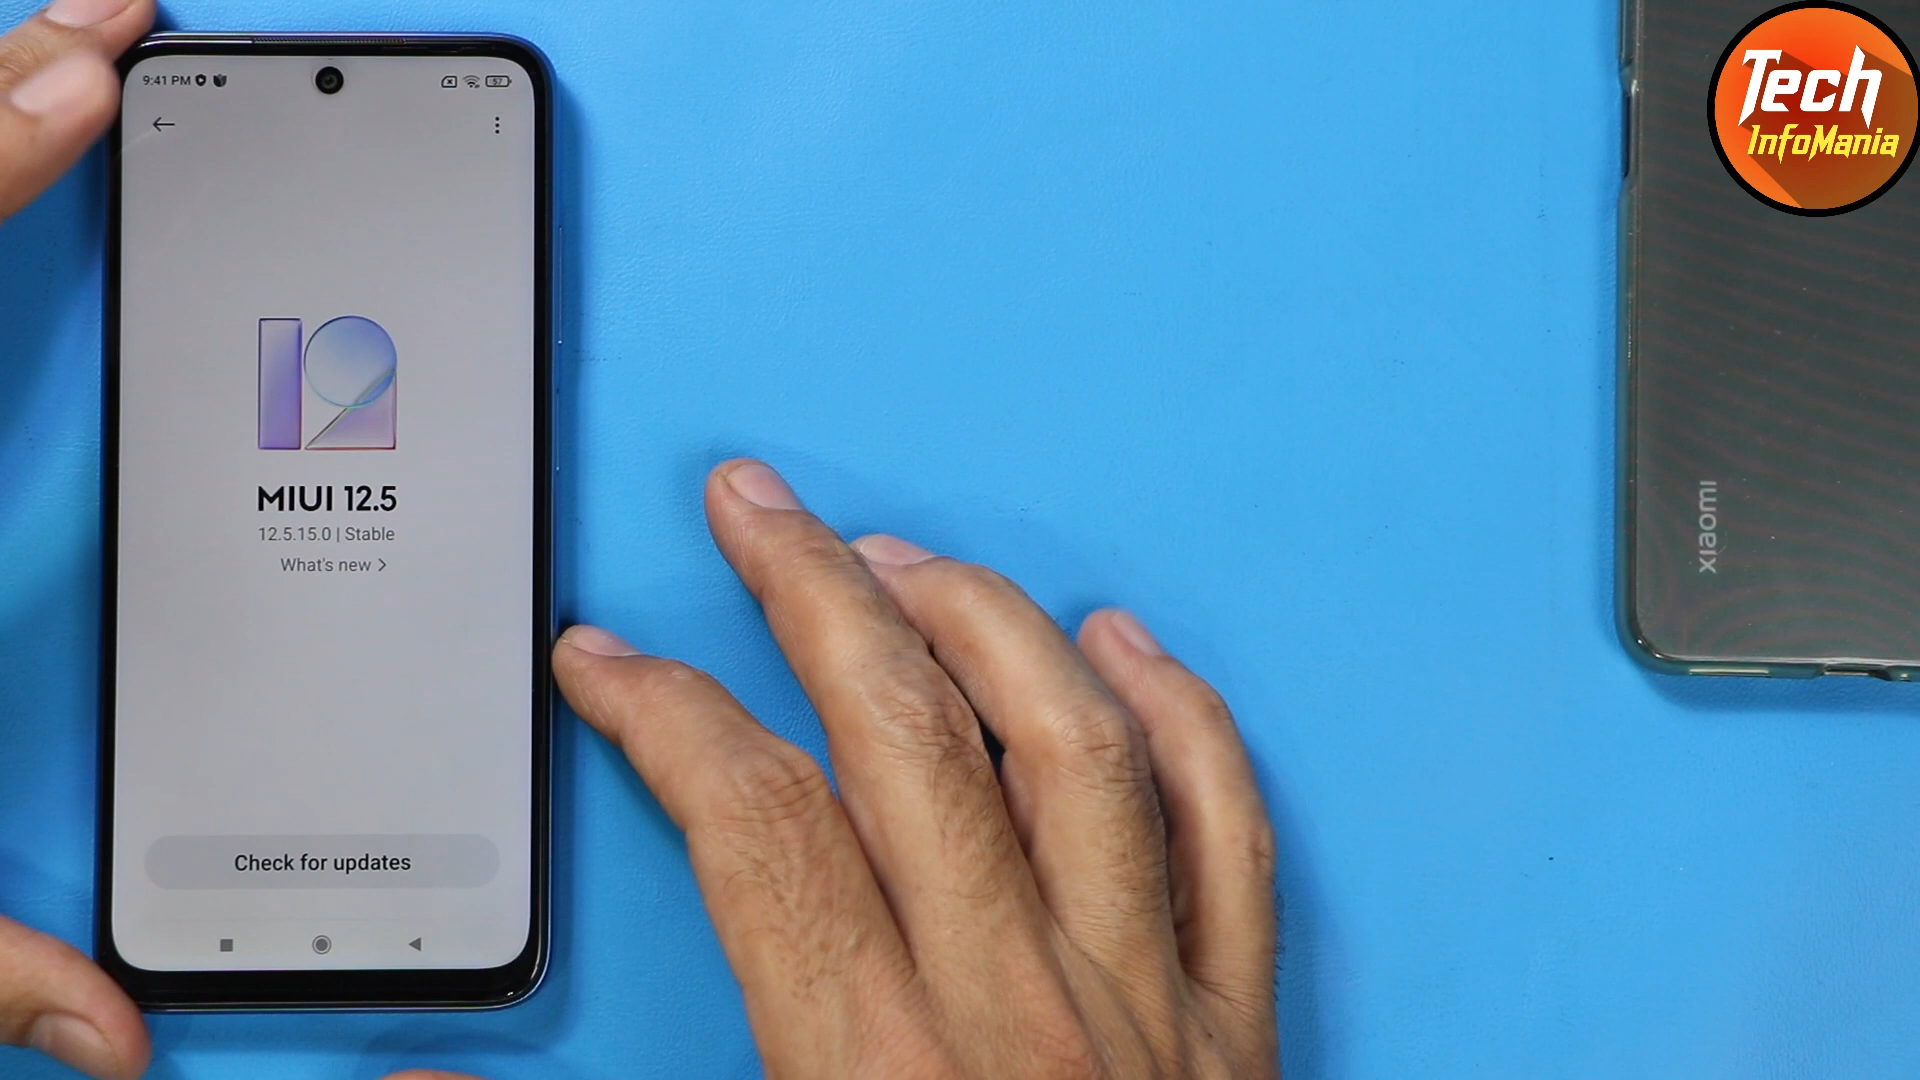 9:41 PM
57
MIUI 12.5
12.5.15.0 | Stable
What's new >
Check for updates
xiaomi
Tech
InfoMania